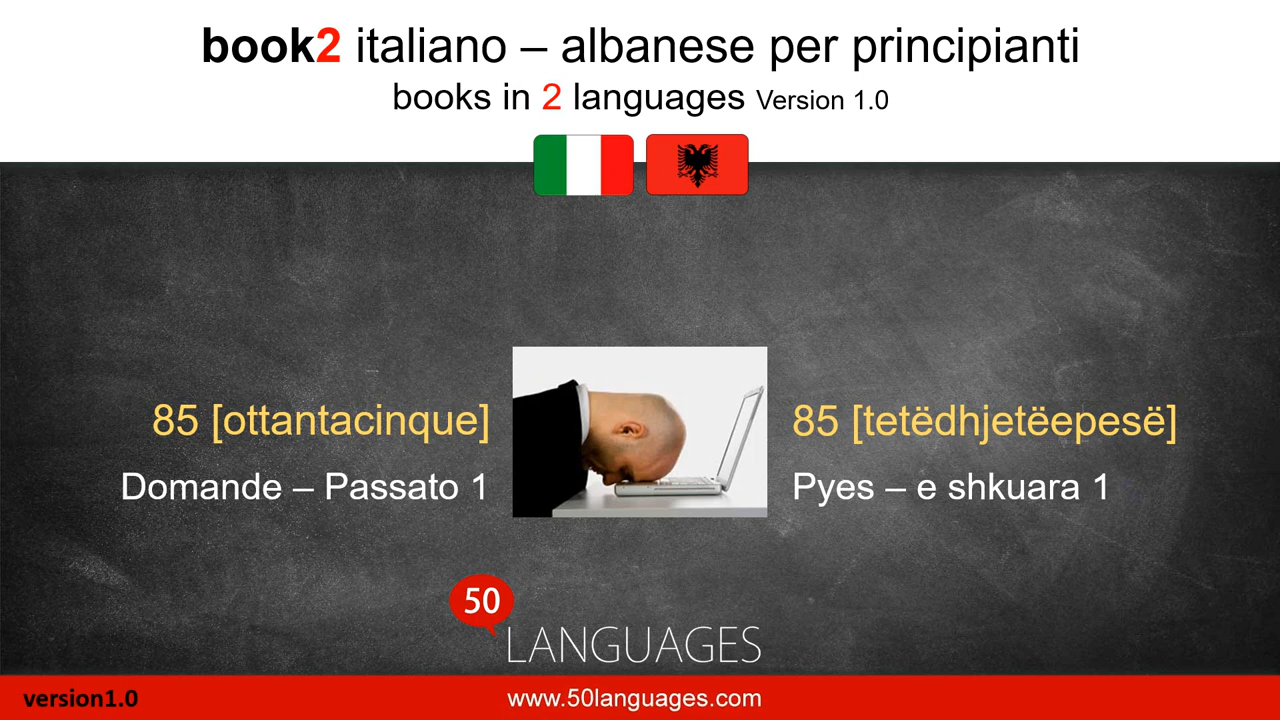 book2 italiano – albanese per principianti
books in 2 languages Version 1.0
85 [ottantacinque]
Domande – Passato 1
85 [tetëdhjetëepesë]
Pyes – e shkuara 1
50
LANGUAGES
version1.0
www.50languages.com